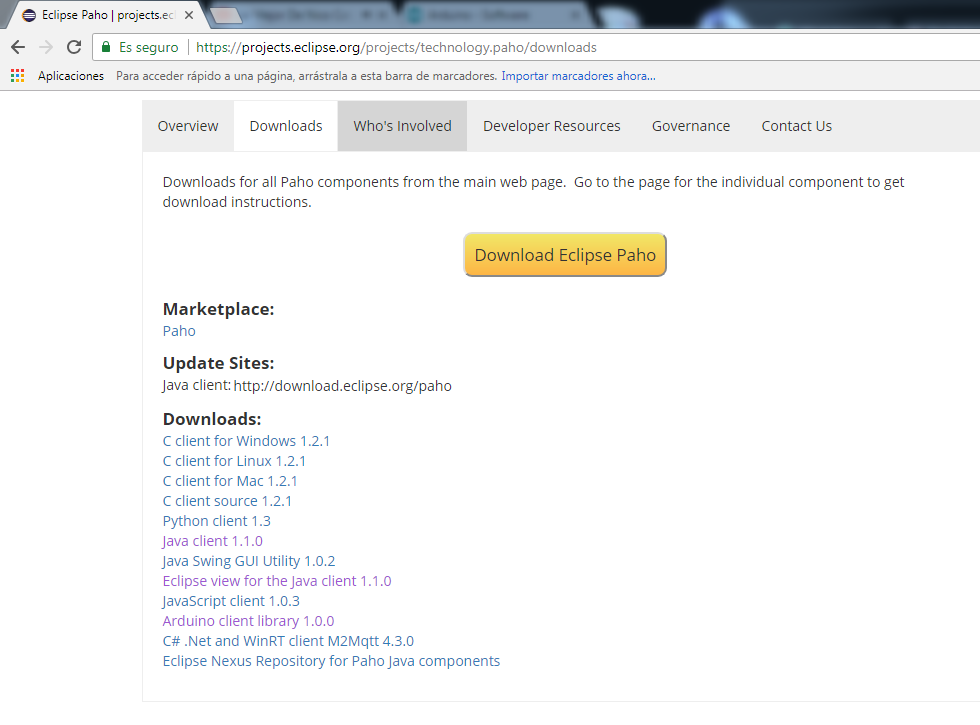 Eclipse Paho | projects.ecl
Es seguro
https://projects.eclipse.org/projects/technology.paho/downloads
Aplicaciones
Para acceder rápido a una página, arrástrala a esta barra de marcadores. Importar marcadores ahora...
Overview
Downloads
Who's Involved
Developer Resources
Governance
Contact Us
Downloads for all Paho components from the main web page.  Go to the page for the individual component to get
download instructions.
Download Eclipse Paho
Marketplace:
Paho
Update Sites:
Java client: http://download.eclipse.org/paho
Downloads:
C client for Windows 1.2.1
C client for Linux 1.2.1
C client for Mac 1.2.1
C client source 1.2.1
Python client 1.3
Java client 1.1.0
Java Swing GUI Utility 1.0.2
Eclipse view for the Java client 1.1.0
JavaScript client 1.0.3
Arduino client library 1.0.0
C# .Net and WinRT client M2Mqtt 4.3.0
Eclipse Nexus Repository for Paho Java components